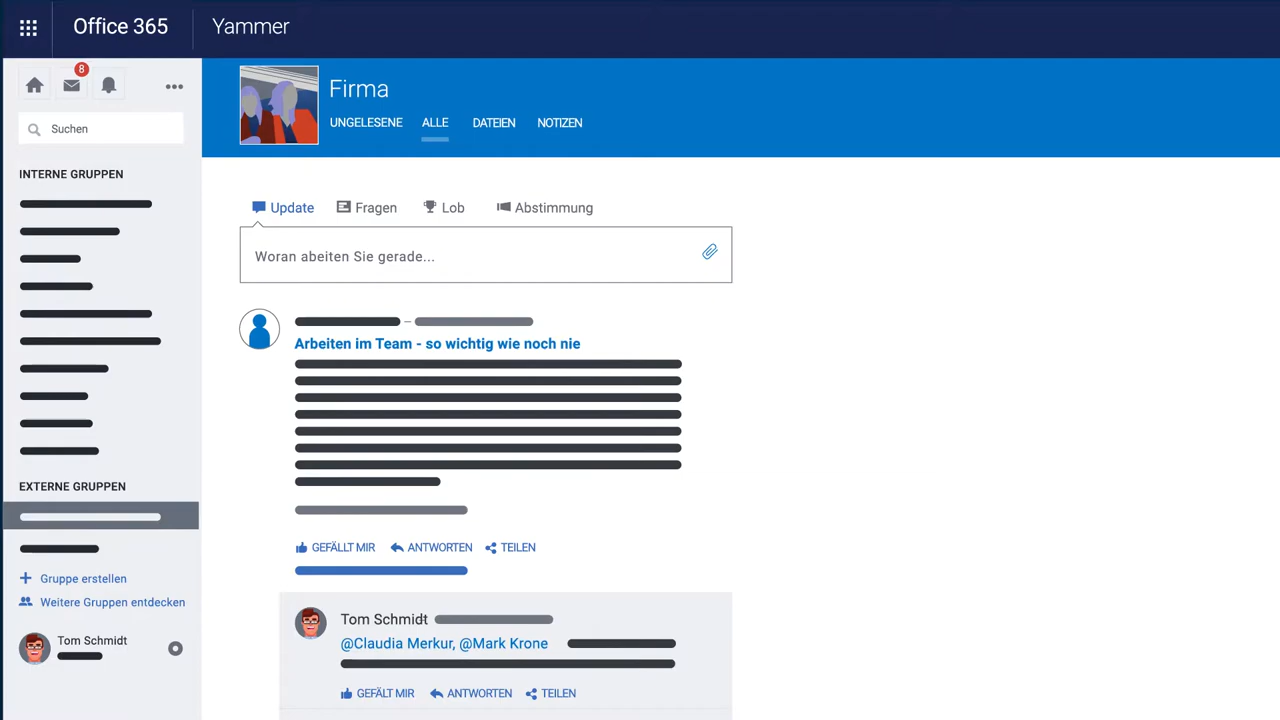 Office 365
Yammer
8
Suchen
INTERNE GRUPPEN
EXTERNE GRUPPEN
Gruppe erstellen
Weitere Gruppen entdecken
Tom Schmidt
Firma
UNGELESENE ALLE DATEIEN NOTIZEN
Update Fragen Lob Abstimmung
Woran abeiten Sie gerade...
Arbeiten im Team - so wichtig wie noch nie
GEFÄLLT MIR ANTWORTEN TEILEN
Tom Schmidt
@Claudia Merkur, @Mark Krone
GEFÄLT MIR ANTWORTEN TEILEN